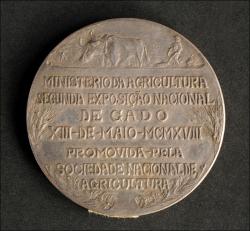 MINISTERIO DA AGRICULTURA
SEGUNDA EXPOSIÇÃO NACIONAL
DE GADO
XIII-DE-MAIO-MCMXVIII
PROMOVIDA-PELA
SOCIEDADE NACIONAL DE
AGRICULTURA